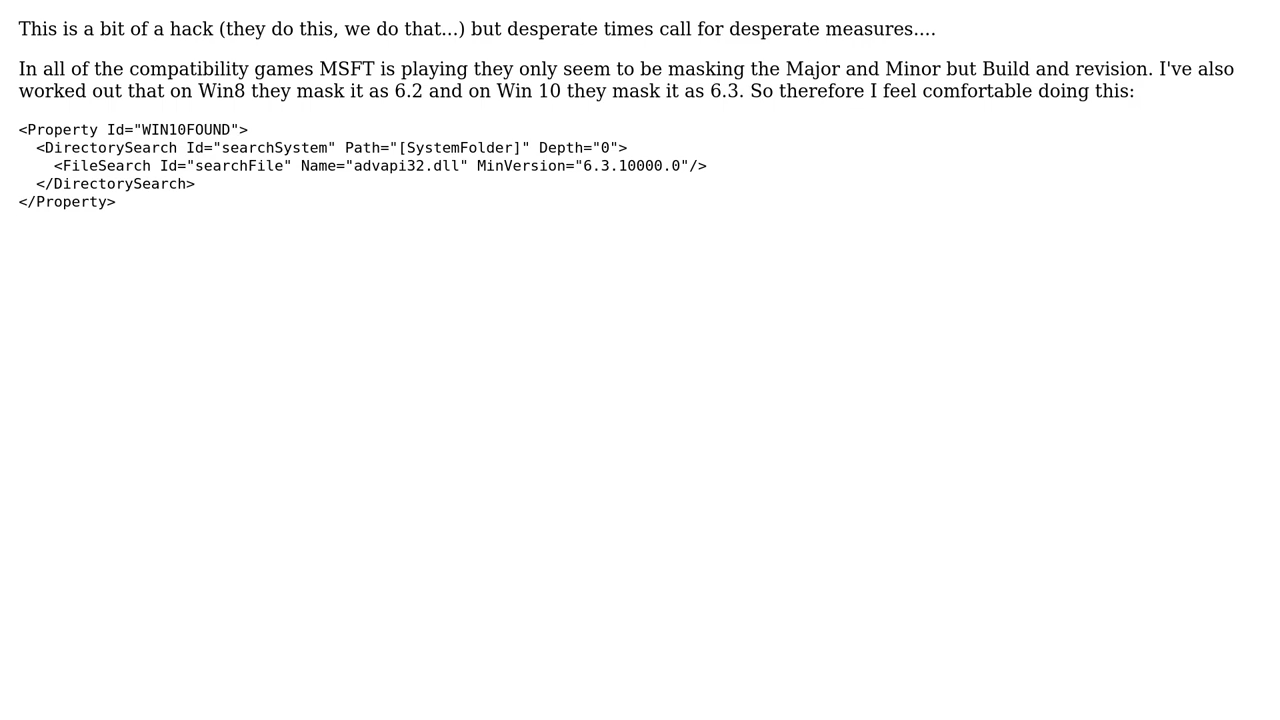 This is a bit of a hack (they do this, we do that...) but desperate times call for desperate measures....
In all of the compatibility games MSFT is playing they only seem to be masking the Major and Minor but Build and revision. I've also
worked out that on Win8 they mask it as 6.2 and on Win 10 they mask it as 6.3. So therefore I feel comfortable doing this:
<Property Id="WIN10FOUND">
  <DirectorySearch Id="searchSystem" Path="[SystemFolder]" Depth="0">
    <FileSearch Id="searchFile" Name="advapi32.dll" MinVersion="6.3.10000.0"/>
  </DirectorySearch>
</Property>